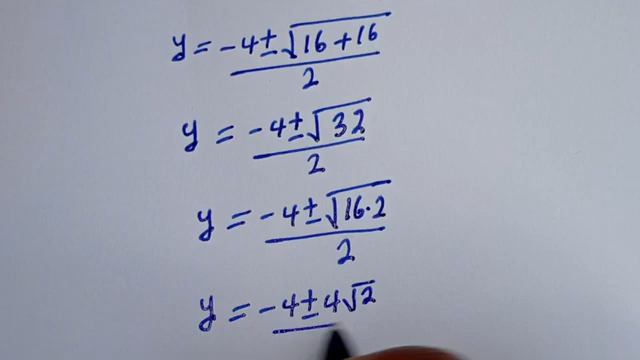 y = -4 ± √16 + 16
2
y = -4 ± √32
2
y = -4 ± √16·2
2
y = -4 ± 4√2